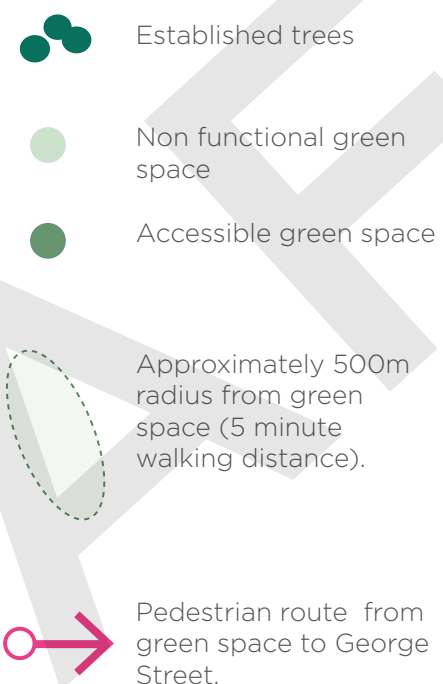 Established trees
Non functional green
space
Accessible green space
Approximately 500m
radius from green
space (5 minute
walking distance).
Pedestrian route from
green space to George
Street.